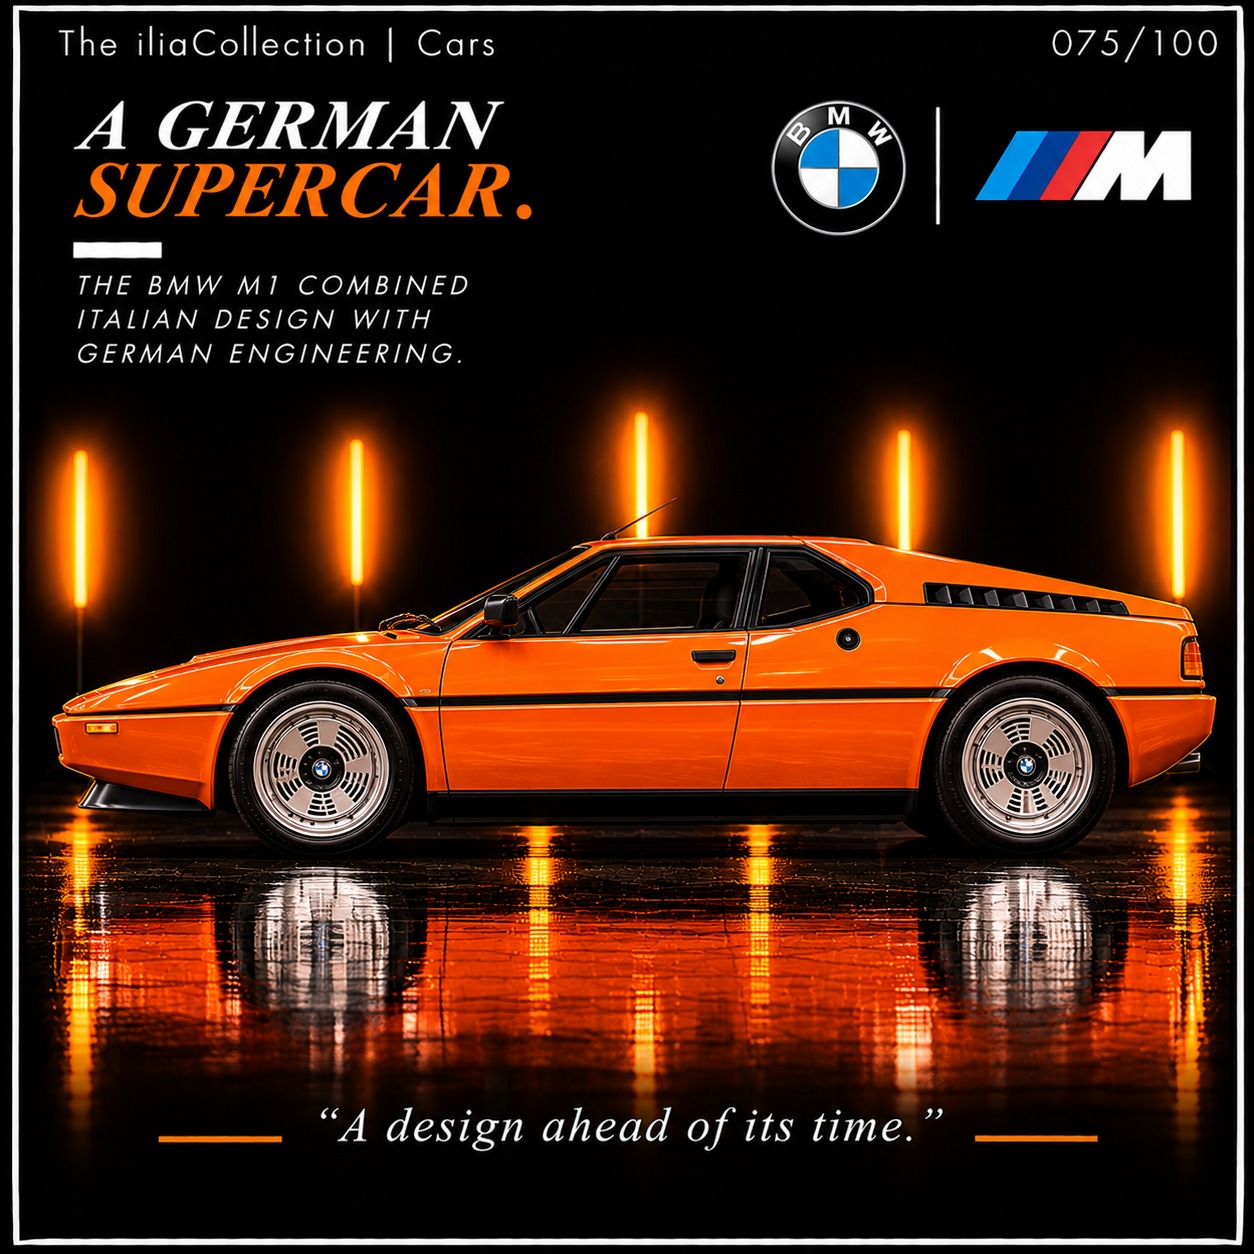 The iliaCollection | Cars
075/100
A GERMAN
SUPERCAR.
BMW
M
THE BMW M1 COMBINED
ITALIAN DESIGN WITH
GERMAN ENGINEERING.
“A design ahead of its time.”